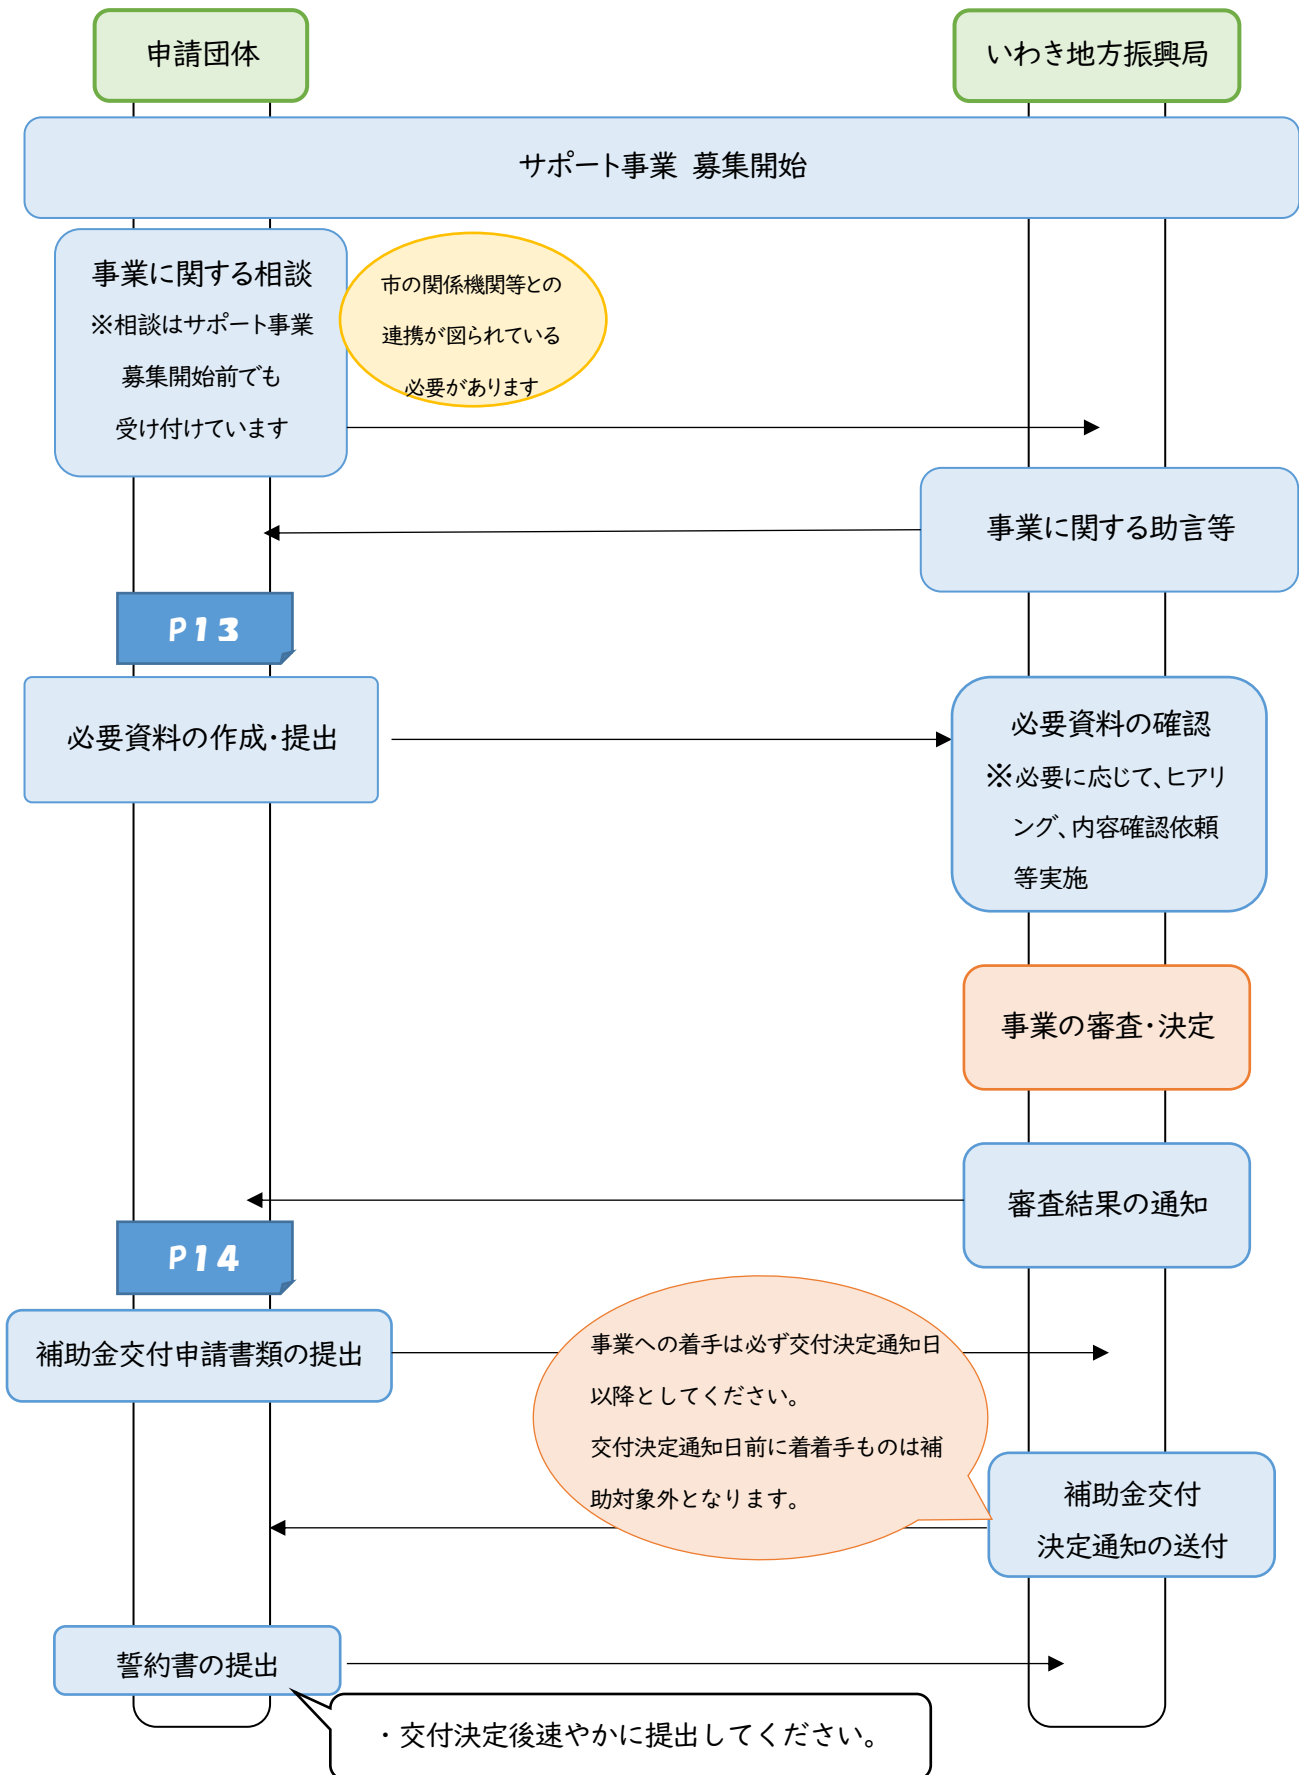 申請団体
いわき地方振興局
サポート事業 募集開始
事業に関する相談
※相談はサポート事業
募集開始前でも
受け付けています
市の関係機関等との
連携が図られている
必要があります
事業に関する助言等
P13
必要資料の作成・提出
必要資料の確認
※必要に応じて、ヒアリ
ング、内容確認依頼
等実施
事業の審査・決定
審査結果の通知
P14
補助金交付申請書類の提出
事業への着手は必ず交付決定通知日
以降としてください。
交付決定通知日前に着着手ものは補
助対象外となります。
補助金交付
決定通知の送付
誓約書の提出
・交付決定後速やかに提出してください。